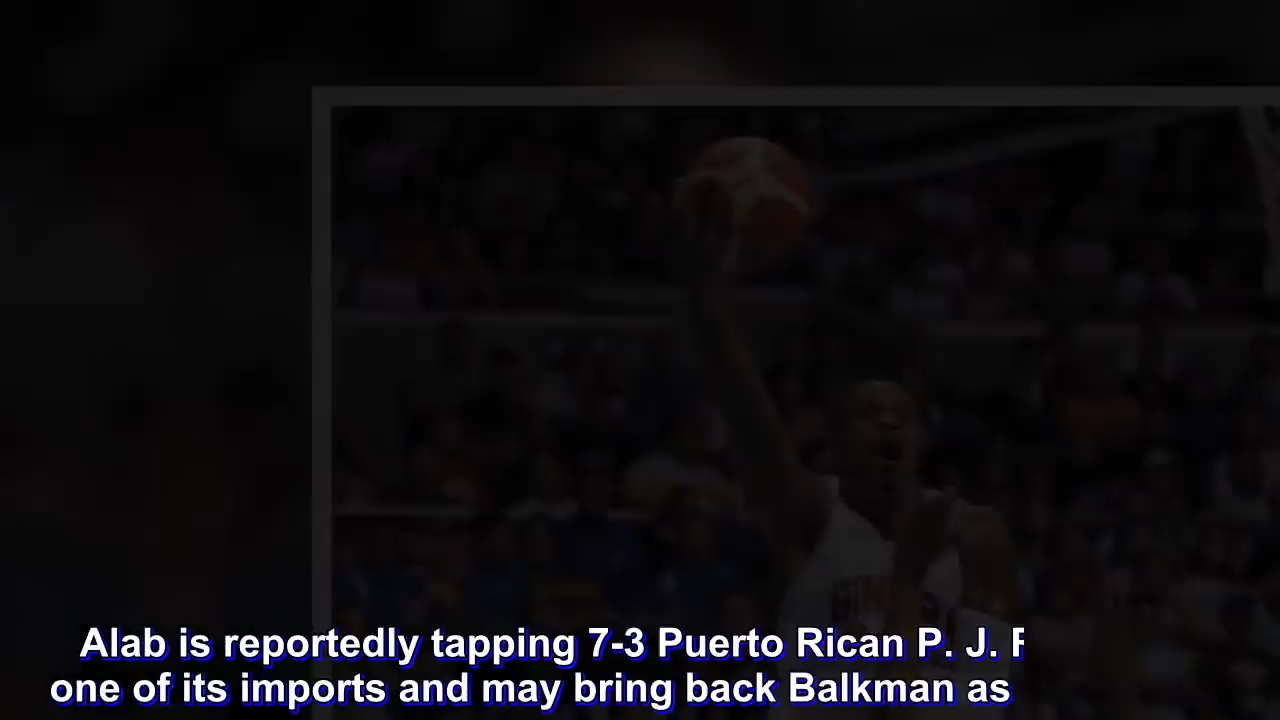 Alab is reportedly tapping 7-3 Puerto Rican P. J.
one of its imports and may bring back Balkman as